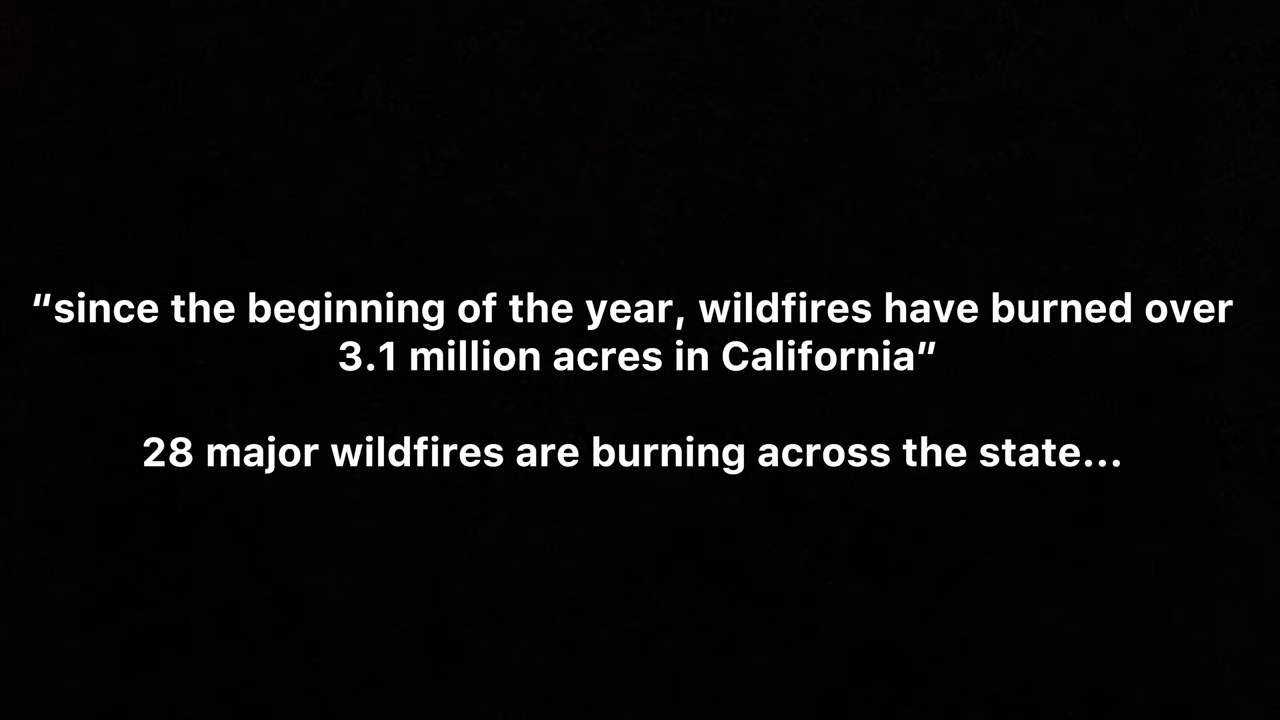 “since the beginning of the year, wildfires have burned over
3.1 million acres in California”
28 major wildfires are burning across the state...